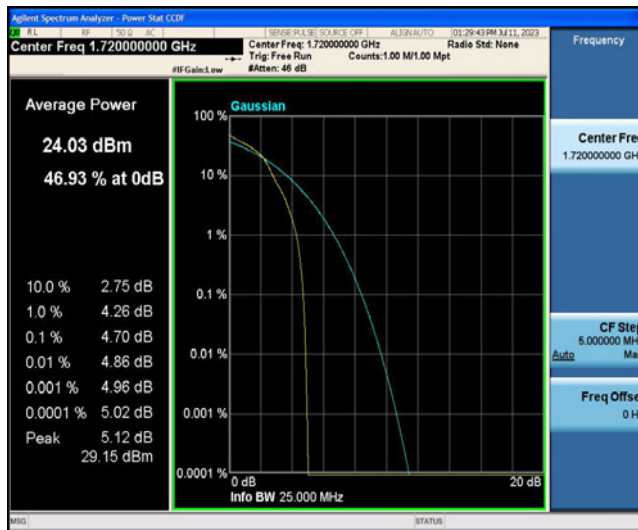 Agilent Spectrum Analyzer - Power Stat CCDF
RL RF 50 Ω AC SENSE:PULSE SOURCE OFF ALIGN AUTO 01:29:43 PM Jul 11, 2023
Center Freq 1.720000000 GHz
Center Freq: 1.720000000 GHz Radio Std: None
Trig: Free Run Counts:1.00 M/1.00 Mpt
#IFGain:Low #Atten: 46 dB
Frequency
Average Power
24.03 dBm
46.93 % at 0dB
10.0 % 2.75 dB
1.0 % 4.26 dB
0.1 % 4.70 dB
0.01 % 4.86 dB
0.001 % 4.96 dB
0.0001 % 5.02 dB
Peak 5.12 dB
29.15 dBm
Gaussian
100 %
10 %
1 %
0.1 %
0.01 %
0.001 %
0.0001 %
0 dB 20 dB
Info BW 25.000 MHz
Center Fre
1.720000000 GH
CF Ste
5.000000 MH
Auto Ma
Freq Offse
0 H
MSG STATUS